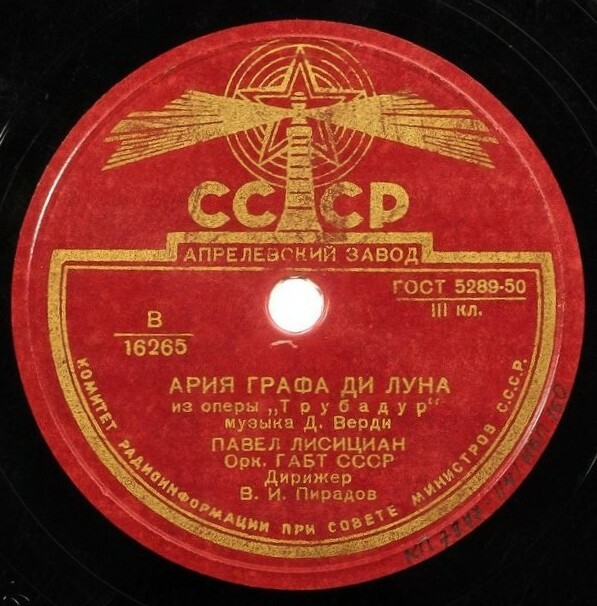 СССР
АПРЕЛЕВСКИЙ ЗАВОД
ГОСТ 5289-50
III кл.
В
16265
АРИЯ ГРАФА ДИ ЛУНА
из оперы „Трубадур“
музыка Д. Верди
ПАВЕЛ ЛИСИЦИАН
Орк. ГАБТ СССР
Дирижер
В. И. Пирадов
КОМИТЕТ РАДИОИНФОРМАЦИИ ПРИ СОВЕТЕ МИНИСТРОВ С.С.С.Р.